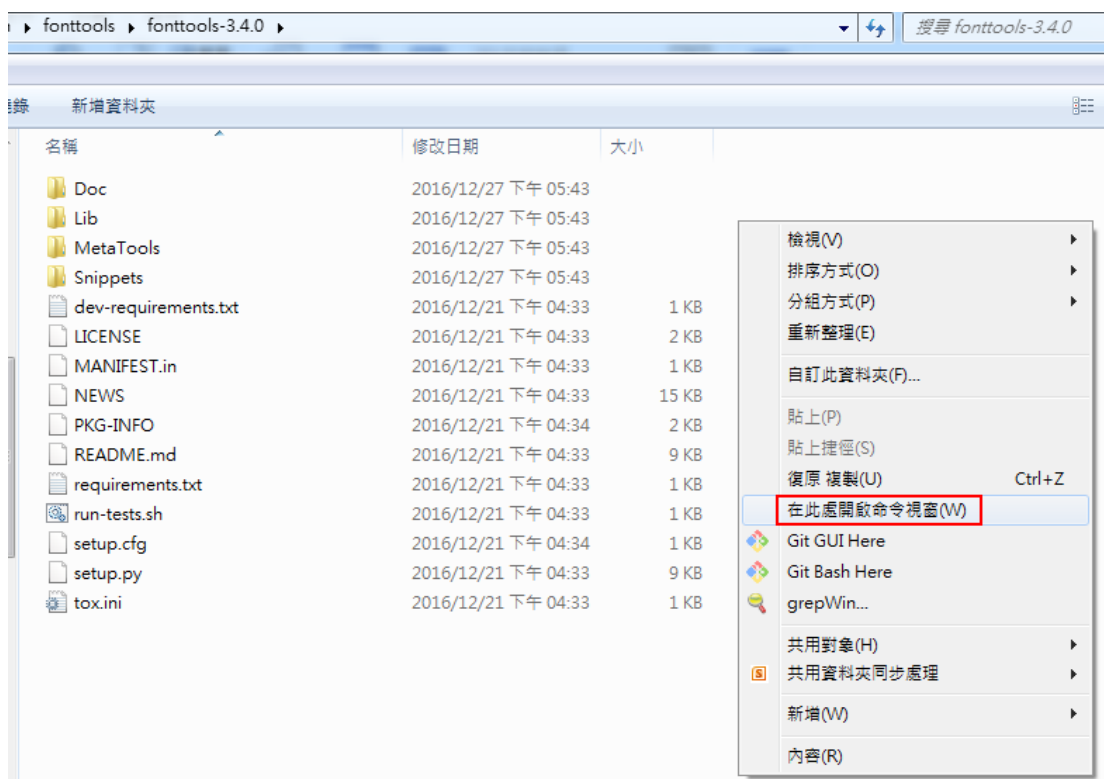 fonttools ▸ fonttools-3.4.0 ▸ 搜尋 fonttools-3.4.0
錄 新增資料夾
名稱 修改日期 大小
Doc 2016/12/27 下午 05:43
Lib 2016/12/27 下午 05:43
MetaTools 2016/12/27 下午 05:43
Snippets 2016/12/27 下午 05:43
dev-requirements.txt 2016/12/21 下午 04:33 1 KB
LICENSE 2016/12/21 下午 04:33 2 KB
MANIFEST.in 2016/12/21 下午 04:33 1 KB
NEWS 2016/12/21 下午 04:33 15 KB
PKG-INFO 2016/12/21 下午 04:34 2 KB
README.md 2016/12/21 下午 04:33 9 KB
requirements.txt 2016/12/21 下午 04:33 1 KB
run-tests.sh 2016/12/21 下午 04:33 1 KB
setup.cfg 2016/12/21 下午 04:34 1 KB
setup.py 2016/12/21 下午 04:33 9 KB
tox.ini 2016/12/21 下午 04:33 1 KB
檢視(V)
排序方式(O)
分組方式(P)
重新整理(E)
自訂此資料夾(F)...
貼上(P)
貼上捷徑(S)
復原 複製(U) Ctrl+Z
在此處開啟命令視窗(W)
Git GUI Here
Git Bash Here
grepWin...
共用對象(H)
共用資料夾同步處理
新增(W)
內容(R)